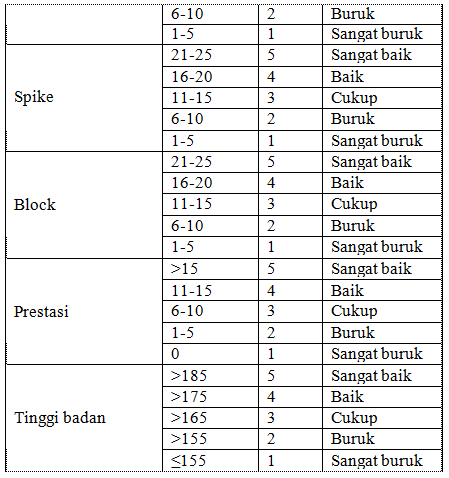 6-10 2 Buruk
1-5 1 Sangat buruk
Spike 21-25 5 Sangat baik
16-20 4 Baik
11-15 3 Cukup
6-10 2 Buruk
1-5 1 Sangat buruk
Block 21-25 5 Sangat baik
16-20 4 Baik
11-15 3 Cukup
6-10 2 Buruk
1-5 1 Sangat buruk
Prestasi >15 5 Sangat baik
11-15 4 Baik
6-10 3 Cukup
1-5 2 Buruk
0 1 Sangat buruk
Tinggi badan >185 5 Sangat baik
>175 4 Baik
>165 3 Cukup
>155 2 Buruk
≤155 1 Sangat buruk